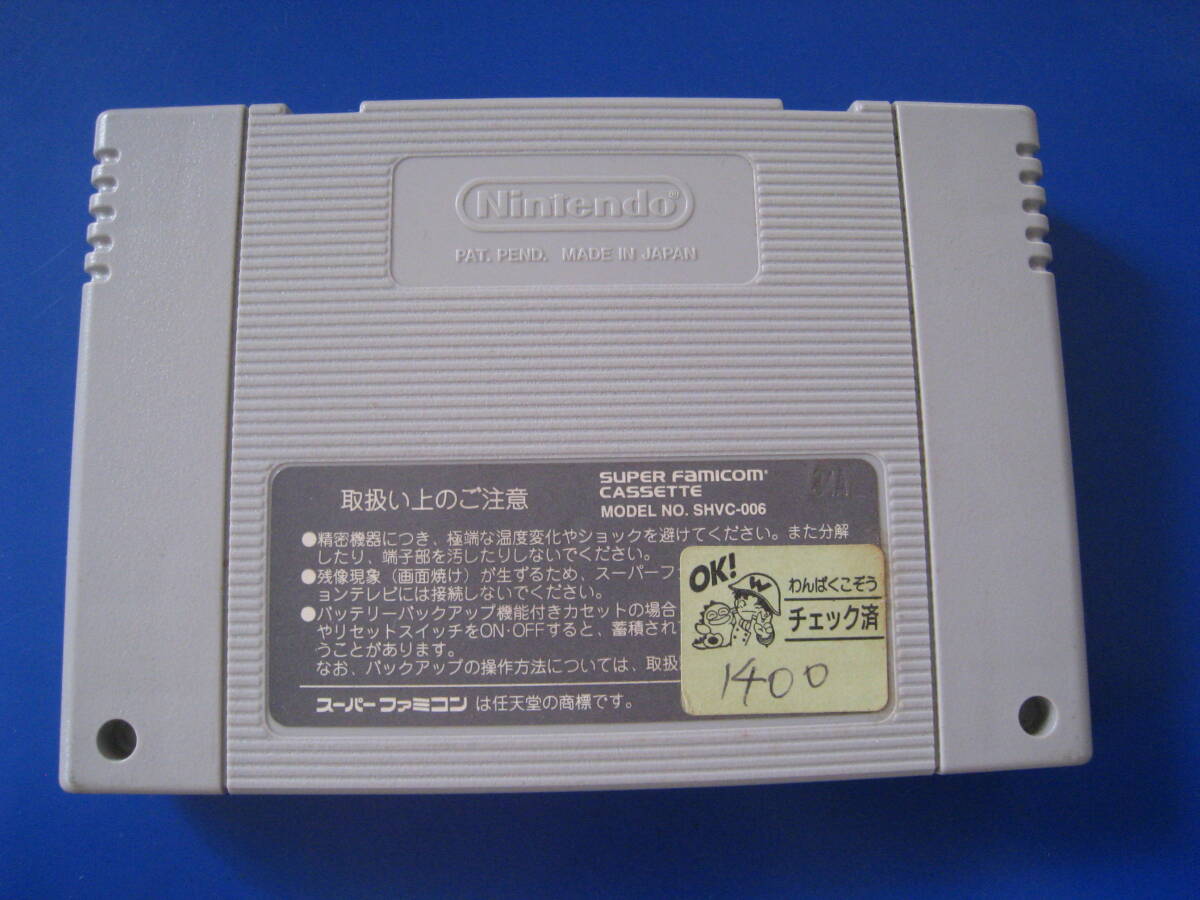 Nintendo®
PAT. PEND. MADE IN JAPAN
取扱い上のご注意
SUPER FAMICOM®
CASSETTE
MODEL NO. SHVC-006
●精密機器につき、極端な温度変化やショックを避けてください。また分解
したり、端子部を汚したりしないでください。
●残像現象(画面焼け)が生ずるため、スーパーフ
ョンテレビには接続しないでください。
●バッテリーバックアップ機能付きカセットの場合
やリセットスイッチをON・OFFすると、蓄積され
うことがあります。
なお、バックアップの操作方法については、取扱
スーパーファミコン は任天堂の商標です。
OK!
W
わんぱくこぞう
チェック済
1400